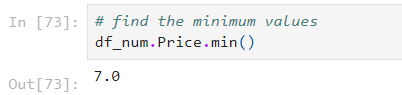 In [73]: # find the minimum values
df_num.Price.min()
Out[73]: 7.0